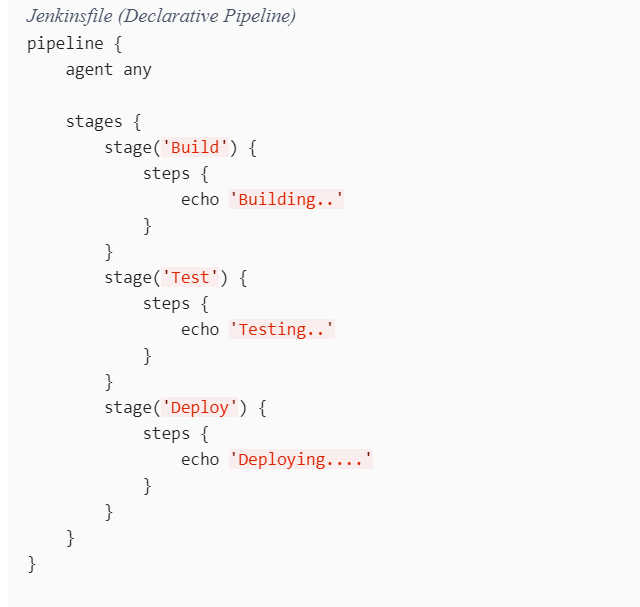 Jenkinsfile (Declarative Pipeline)
pipeline {
    agent any

    stages {
        stage('Build') {
            steps {
                echo 'Building..'
            }
        }
        stage('Test') {
            steps {
                echo 'Testing..'
            }
        }
        stage('Deploy') {
            steps {
                echo 'Deploying....'
            }
        }
    }
}